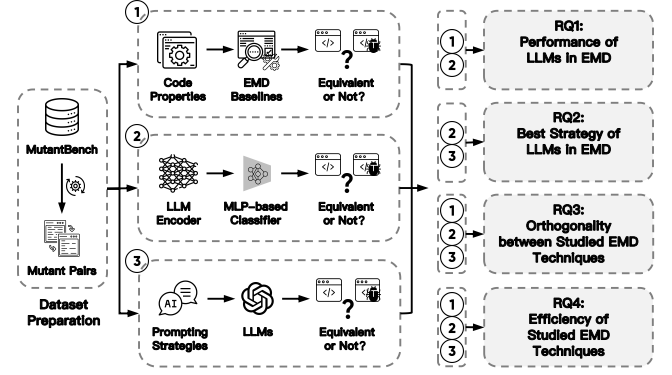 MutantBench
Mutant Pairs
Dataset
Preparation
1
Code
Properties
EMD
Baselines
</>
</>
?
Equivalent
or Not?
2
LLM
Encoder
MLP-based
Classifier
</>
</>
?
Equivalent
or Not?
3
AI
Prompting
Strategies
LLMs
</>
</>
?
Equivalent
or Not?
1
2
RQ1:
Performance of
LLMs in EMD
2
3
RQ2:
Best Strategy of
LLMs in EMD
1
2
3
RQ3:
Orthogonality
between Studied EMD
Techniques
1
2
3
RQ4:
Efficiency of
Studied EMD
Techniques